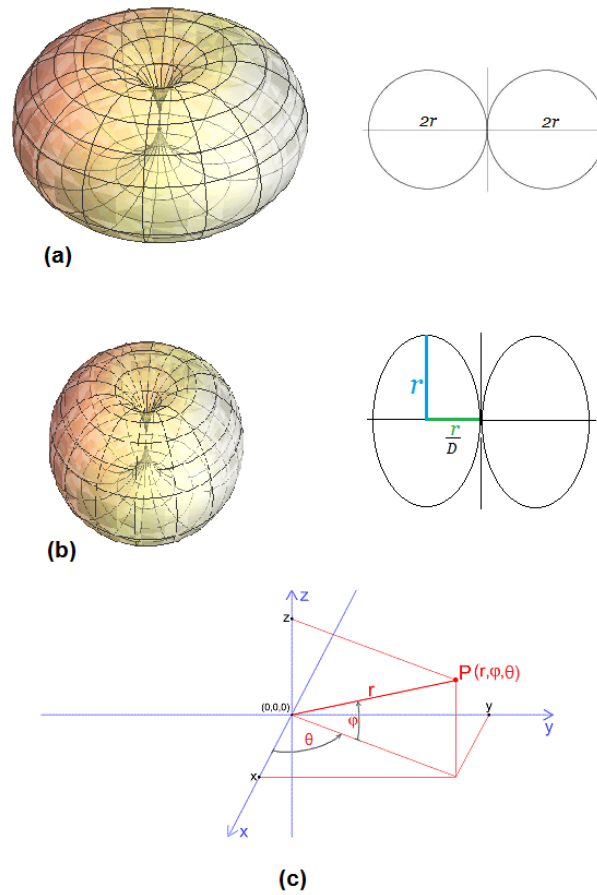 2r 2r
(a)
r
r/D
(b)
z
z
P(r,φ,θ)
r
(0,0,0)
φ
y
y
θ
x
x
(c)